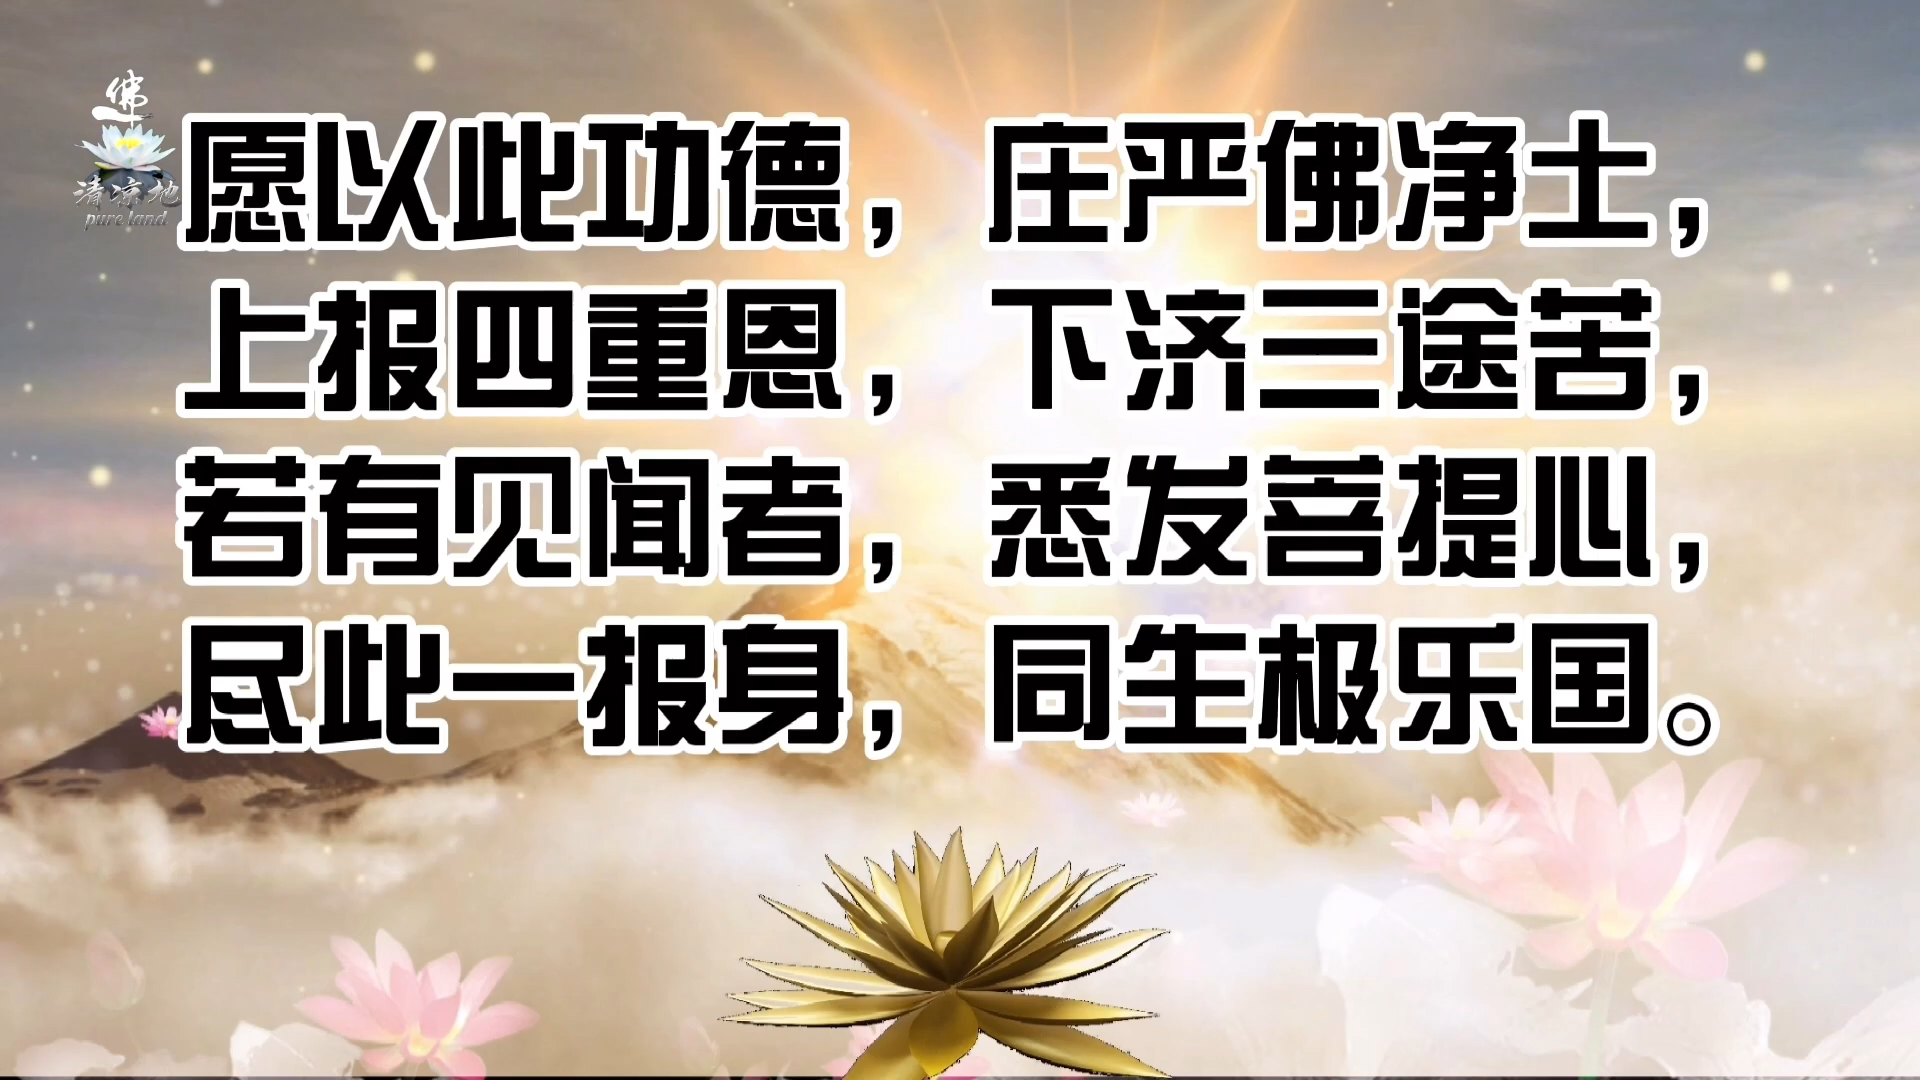 佛
清凉地
pure land
愿以此功德，庄严佛净土，
上报四重恩，下济三途苦，
若有见闻者，悉发菩提心，
尽此一报身，同生极乐国。